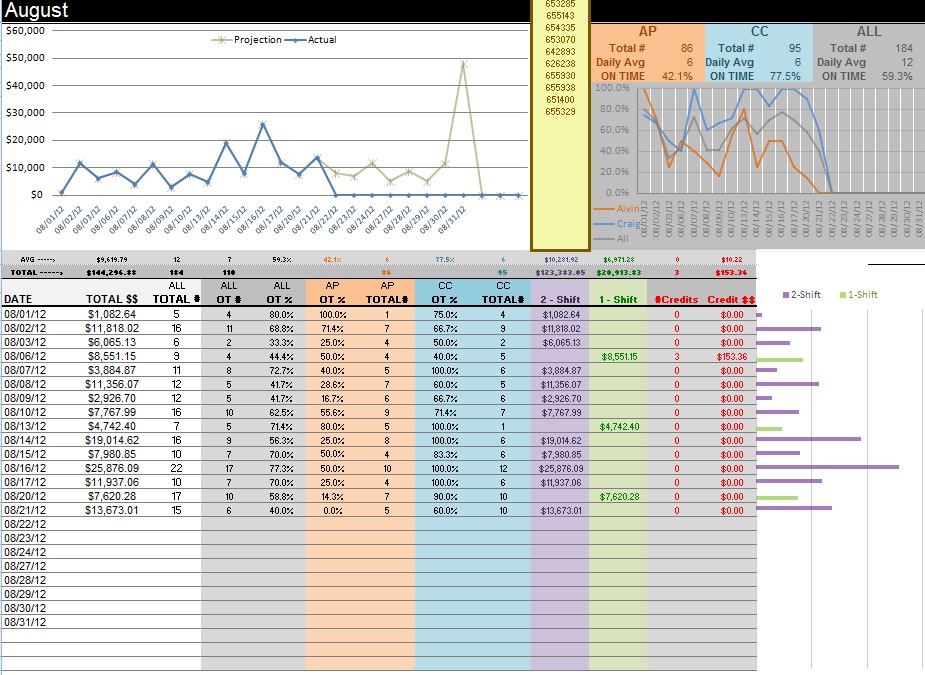 August
653285
655143
654335
653070
642893
626238
655930
655938
651400
655329
$60,000
$50,000
$40,000
$30,000
$20,000
$10,000
$0
Projection Actual
08/01/12 08/02/12 08/03/12 08/06/12 08/07/12 08/08/12 08/09/12 08/10/12 08/13/12 08/14/12 08/15/12 08/16/12 08/17/12 08/20/12 08/21/12 08/22/12 08/23/12 08/24/12 08/27/12 08/28/12 08/29/12 08/30/12 08/31/12
AP CC ALL
Total # 86 Total # 95 Total # 184
Daily Avg 6 Daily Avg 6 Daily Avg 12
ON TIME 42.1% ON TIME 77.5% ON TIME 59.3%
100.0%
80.0%
60.0%
40.0%
20.0%
0.0%
Alvin
Craig
All
08/01/12 08/02/12 08/03/12 08/06/12 08/07/12 08/08/12 08/09/12 08/10/12 08/13/12 08/14/12 08/15/12 08/16/12 08/17/12 08/20/12 08/21/12 08/22/12 08/23/12 08/24/12 08/27/12 08/28/12 08/29/12 08/30/12 08/31/12
AVG -----> $9,619.79 12 7 59.3% 42.1% 6 77.5% 6 $10,281.92 $6,971.28 0 $10.22
TOTAL -----> $144,296.88 184 110 86 95 $123,383.05 $20,913.83 3 $153.36
ALL ALL ALL AP AP CC CC
DATE TOTAL $$ TOTAL # OT # OT % OT % TOTAL# OT % TOTAL# 2 - Shift 1 - Shift #Credits Credit $$
2-Shift 1-Shift
08/01/12 $1,082.64 5 4 80.0% 100.0% 1 75.0% 4 $1,082.64 0 $0.00
08/02/12 $11,818.02 16 11 68.8% 71.4% 7 66.7% 9 $11,818.02 0 $0.00
08/03/12 $6,065.13 6 2 33.3% 25.0% 4 50.0% 2 $6,065.13 0 $0.00
08/06/12 $8,551.15 9 4 44.4% 50.0% 4 40.0% 5 $8,551.15 3 $153.36
08/07/12 $3,884.87 11 8 72.7% 40.0% 5 100.0% 6 $3,884.87 0 $0.00
08/08/12 $11,356.07 12 5 41.7% 28.6% 7 60.0% 5 $11,356.07 0 $0.00
08/09/12 $2,926.70 12 5 41.7% 16.7% 6 66.7% 6 $2,926.70 0 $0.00
08/10/12 $7,767.99 16 10 62.5% 55.6% 9 71.4% 7 $7,767.99 0 $0.00
08/13/12 $4,742.40 7 5 71.4% 80.0% 5 100.0% 1 $4,742.40 0 $0.00
08/14/12 $19,014.62 16 9 56.3% 25.0% 8 100.0% 6 $19,014.62 0 $0.00
08/15/12 $7,980.85 10 7 70.0% 50.0% 4 83.3% 6 $7,980.85 0 $0.00
08/16/12 $25,876.09 22 17 77.3% 50.0% 10 100.0% 12 $25,876.09 0 $0.00
08/17/12 $11,937.06 10 7 70.0% 25.0% 4 100.0% 6 $11,937.06 0 $0.00
08/20/12 $7,620.28 17 10 58.8% 14.3% 7 90.0% 10 $7,620.28 0 $0.00
08/21/12 $13,673.01 15 6 40.0% 0.0% 5 60.0% 10 $13,673.01 0 $0.00
08/22/12
08/23/12
08/24/12
08/27/12
08/28/12
08/29/12
08/30/12
08/31/12